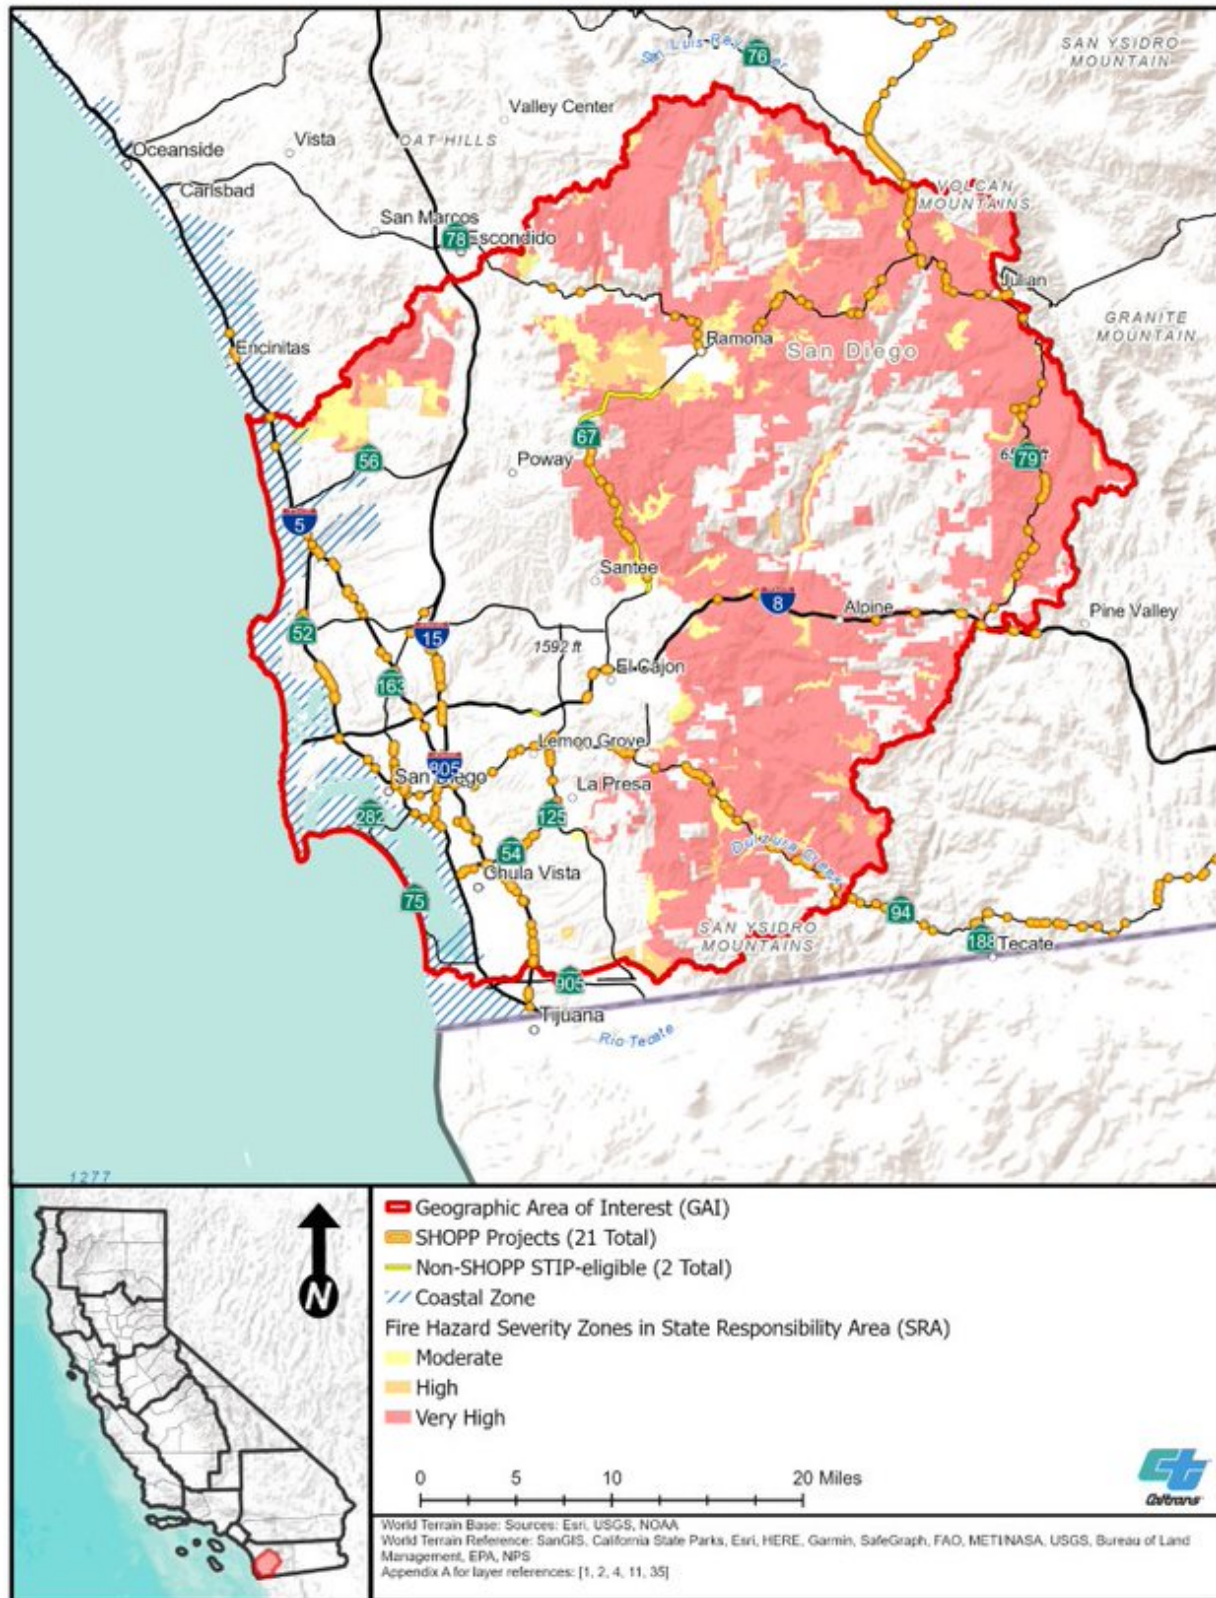 SAN YSIDRO
MOUNTAIN
San Luis Rey River
76
Valley Center
Vista
OAT HILLS
Oceanside
Carlsbad
VOLCAN
MOUNTAINS
San Marcos
78
Escondido
Julian
GRANITE
MOUNTAIN
Encinitas
Ramona
San Diego
67
56
Poway
79
5
Santee
8
Alpine
Pine Valley
52
15
1592 ft
163
El Cajon
Lemon Grove
805
San Diego
La Presa
282
125
54
Dulzura Creek
Chula Vista
75
94
SAN YSIDRO
MOUNTAINS
188
Tecate
905
Tijuana
Rio Tecate
1277
N
Geographic Area of Interest (GAI)
SHOPP Projects (21 Total)
Non-SHOPP STIP-eligible (2 Total)
Coastal Zone
Fire Hazard Severity Zones in State Responsibility Area (SRA)
Moderate
High
Very High
0 5 10 20 Miles
Ct
Caltrans
World Terrain Base: Sources: Esri, USGS, NOAA
World Terrain Reference: SanGIS, California State Parks, Esri, HERE, Garmin, SafeGraph, FAO, METI/NASA, USGS, Bureau of Land
Management, EPA, NPS
Appendix A for layer references: [1, 2, 4, 11, 35]